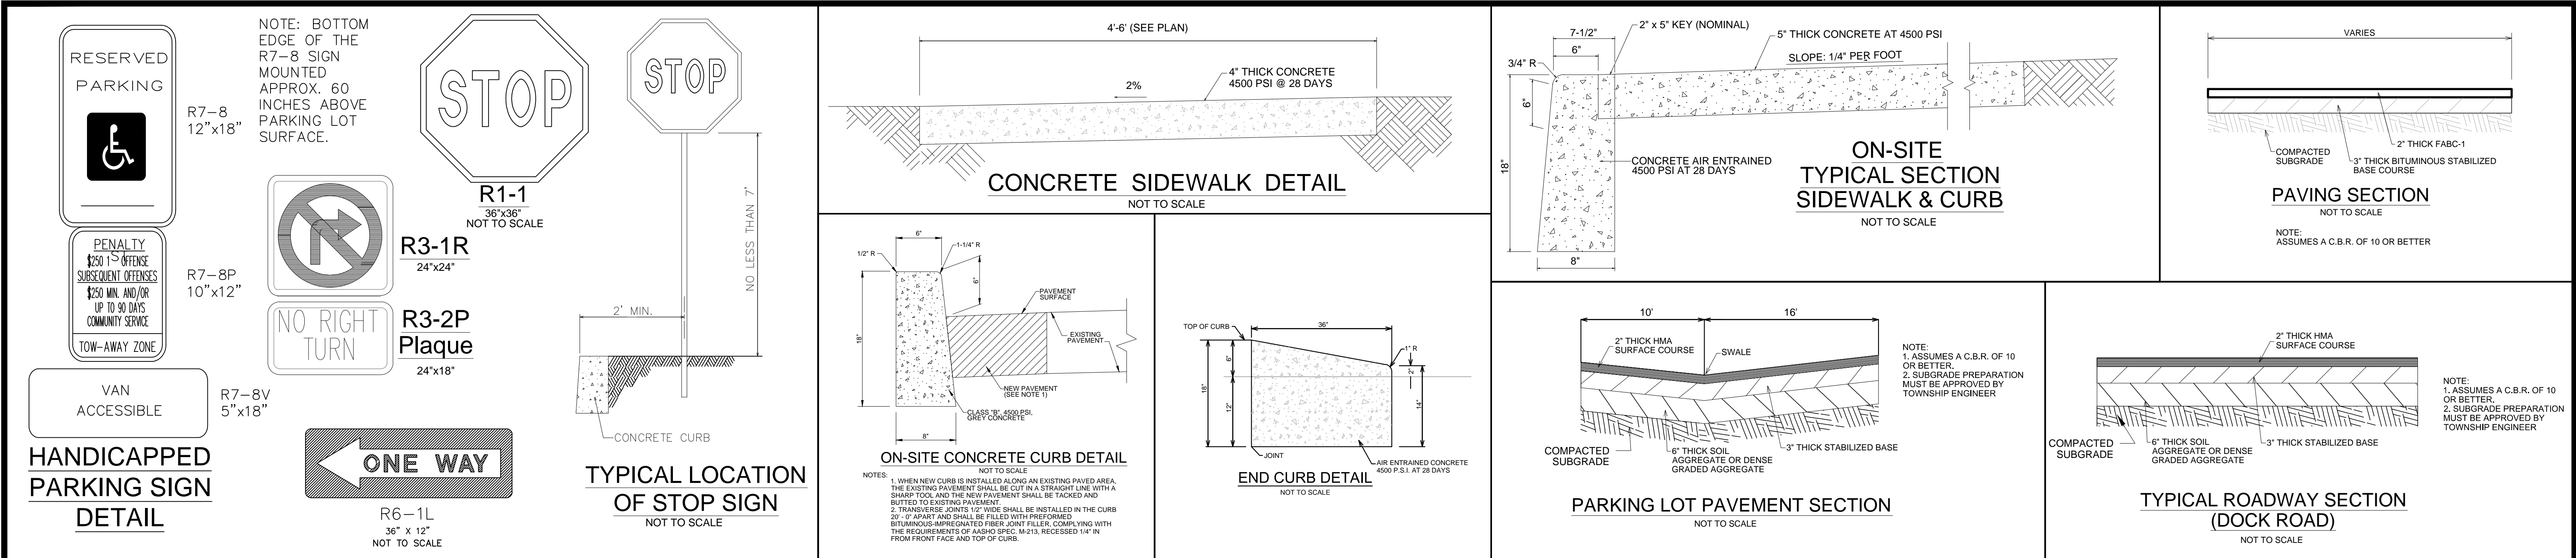 RESERVED
PARKING
R7-8
12"x18"
NOTE: BOTTOM
EDGE OF THE
R7-8 SIGN
MOUNTED
APPROX. 60
INCHES ABOVE
PARKING LOT
SURFACE.
PENALTY
$250 1ST OFFENSE
SUBSEQUENT OFFENSES
$250 MIN. AND/OR
UP TO 90 DAYS
COMMUNITY SERVICE
TOW-AWAY ZONE
R7-8P
10"x12"
VAN
ACCESSIBLE
R7-8V
5"x18"
HANDICAPPED
PARKING SIGN
DETAIL
STOP
R1-1
36"x36"
NOT TO SCALE
R3-1R
24"x24"
NO RIGHT
TURN
R3-2P
Plaque
24"x18"
ONE WAY
R6-1L
36" X 12"
NOT TO SCALE
STOP
NO LESS THAN 7'
2' MIN.
CONCRETE CURB
TYPICAL LOCATION
OF STOP SIGN
NOT TO SCALE
4'-6' (SEE PLAN)
2%
4" THICK CONCRETE
4500 PSI @ 28 DAYS
CONCRETE SIDEWALK DETAIL
NOT TO SCALE
6"
1/2" R
1-1/4" R
6"
18"
PAVEMENT
SURFACE
EXISTING
PAVEMENT
NEW PAVEMENT
(SEE NOTE 1)
CLASS "B", 4500 PSI,
GREY CONCRETE
8"
ON-SITE CONCRETE CURB DETAIL
NOT TO SCALE
NOTES:
1. WHEN NEW CURB IS INSTALLED ALONG AN EXISTING PAVED AREA,
THE EXISTING PAVEMENT SHALL BE CUT IN A STRAIGHT LINE WITH A
SHARP TOOL AND THE NEW PAVEMENT SHALL BE TACKED AND
BUTTED TO EXISTING PAVEMENT.
2. TRANSVERSE JOINTS 1/2" WIDE SHALL BE INSTALLED IN THE CURB
20' - 0" APART AND SHALL BE FILLED WITH PREFORMED
BITUMINOUS-IMPREGNATED FIBER JOINT FILLER, COMPLYING WITH
THE REQUIREMENTS OF AASHO SPEC. M-213, RECESSED 1/4" IN
FROM FRONT FACE AND TOP OF CURB.
TOP OF CURB
36"
1" R
6"
2"
18"
12"
14"
JOINT
AIR ENTRAINED CONCRETE
4500 P.S.I. AT 28 DAYS
END CURB DETAIL
NOT TO SCALE
7-1/2"
6"
3/4" R
6"
18"
8"
2" x 5" KEY (NOMINAL)
5" THICK CONCRETE AT 4500 PSI
SLOPE: 1/4" PER FOOT
CONCRETE AIR ENTRAINED
4500 PSI AT 28 DAYS
ON-SITE
TYPICAL SECTION
SIDEWALK & CURB
NOT TO SCALE
VARIES
COMPACTED
SUBGRADE
2" THICK FABC-1
3" THICK BITUMINOUS STABILIZED
BASE COURSE
PAVING SECTION
NOT TO SCALE
NOTE:
ASSUMES A C.B.R. OF 10 OR BETTER
10'
16'
2" THICK HMA
SURFACE COURSE
SWALE
NOTE:
1. ASSUMES A C.B.R. OF 10
OR BETTER.
2. SUBGRADE PREPARATION
MUST BE APPROVED BY
TOWNSHIP ENGINEER
COMPACTED
SUBGRADE
6" THICK SOIL
AGGREGATE OR DENSE
GRADED AGGREGATE
3" THICK STABILIZED BASE
PARKING LOT PAVEMENT SECTION
NOT TO SCALE
2" THICK HMA
SURFACE COURSE
NOTE:
1. ASSUMES A C.B.R. OF 10
OR BETTER.
2. SUBGRADE PREPARATION
MUST BE APPROVED BY
TOWNSHIP ENGINEER
COMPACTED
SUBGRADE
6" THICK SOIL
AGGREGATE OR DENSE
GRADED AGGREGATE
3" THICK STABILIZED BASE
TYPICAL ROADWAY SECTION
(DOCK ROAD)
NOT TO SCALE